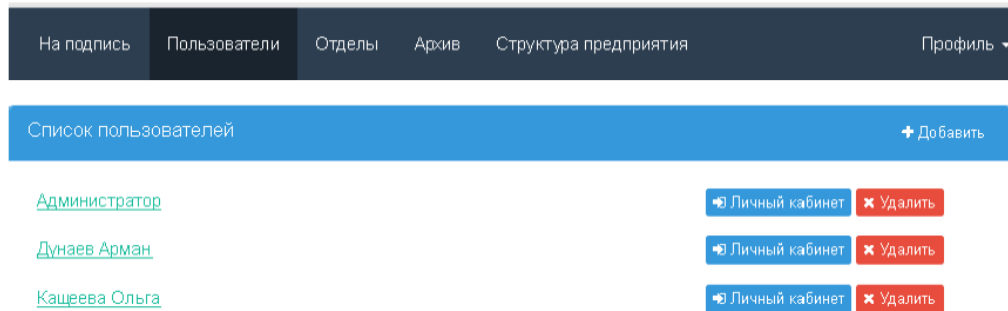 На подпись Пользователи Отделы Архив Структура предприятия Профиль
Список пользователей Добавить
Администратор Личный кабинет Удалить
Дунаев Арман Личный кабинет Удалить
Кащеева Ольга Личный кабинет Удалить